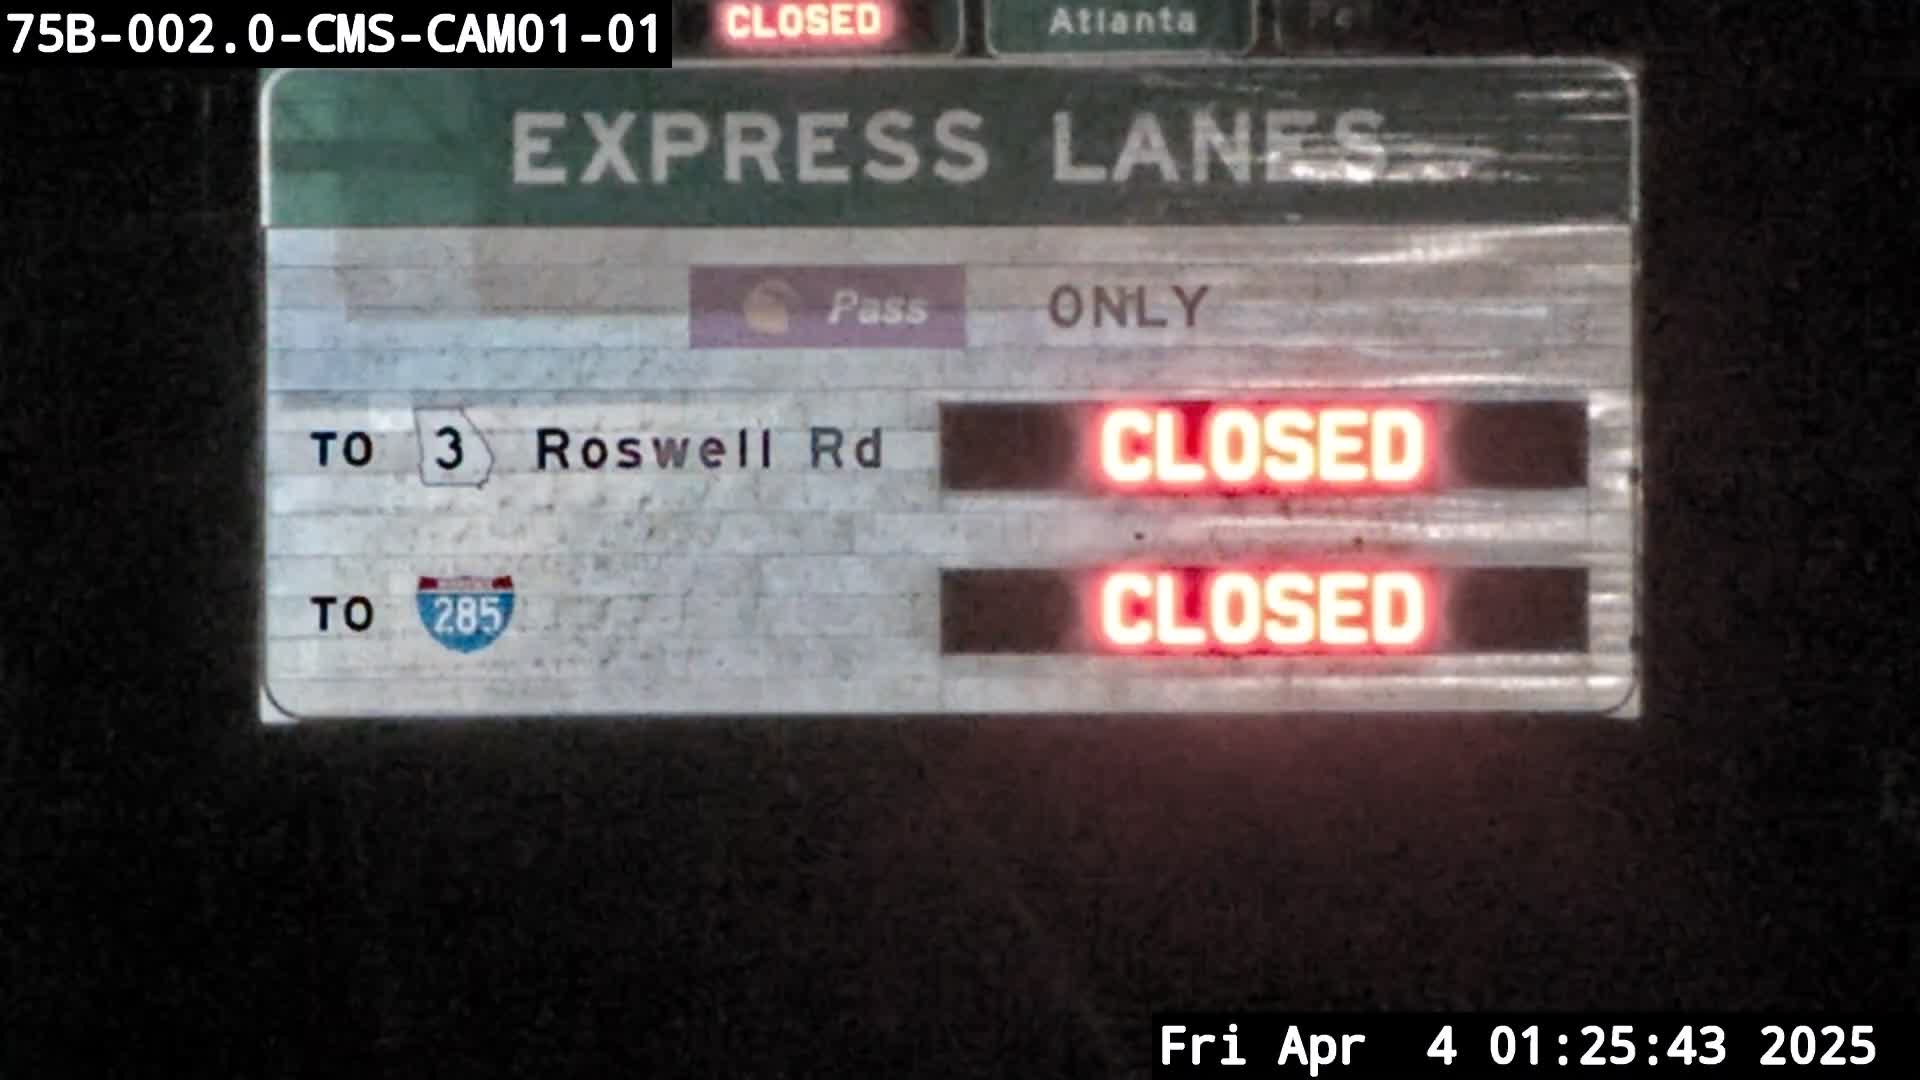 75B-002.0-CMS-CAM01-01
CLOSED
Atlanta
EXPRESS LANES
Pass ONLY
TO 3 Roswell Rd CLOSED
TO 285 CLOSED
Fri Apr 4 01:25:43 2025